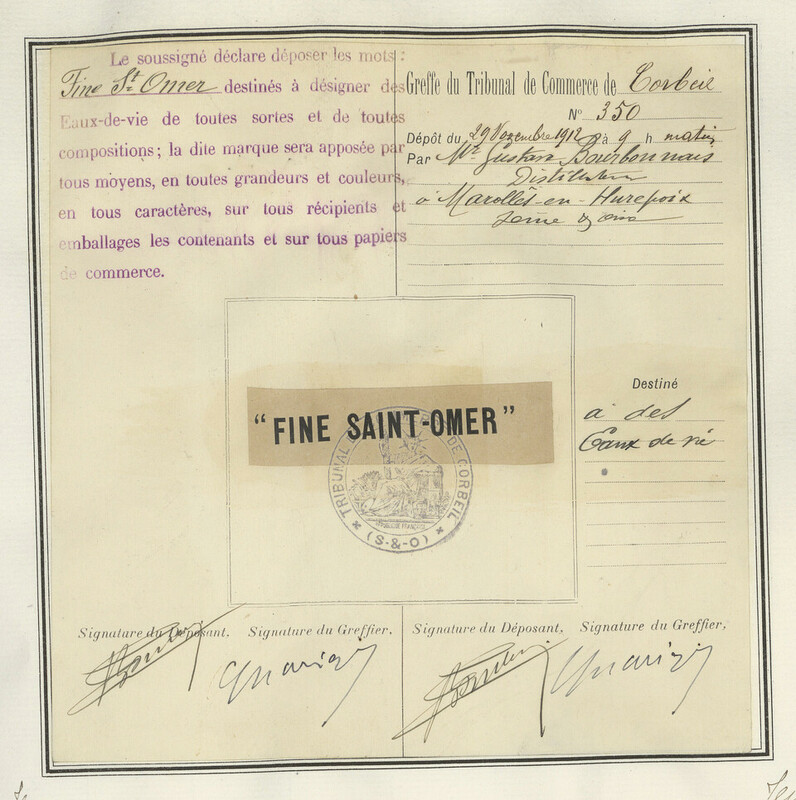 Le soussigné déclare déposer les mots :
Fine St Omer destinés à désigner des
Eaux-de-vie de toutes sortes et de toutes
compositions ; la dite marque sera apposée par
tous moyens, en toutes grandeurs et couleurs,
en tous caractères, sur tous récipients et
emballages les contenants et sur tous papiers
de commerce.
Greffe du Tribunal de Commerce de Corbeil
N° 350
Dépôt du 29 Novembre 1912 à 9 h matin
Par Mr Gustave Bourbonnais
Distillateur
à Marolles-en-Hurepoix
Seine & Oise
"FINE SAINT-OMER"
TRIBUNAL DE CORBEIL
RÉPUBLIQUE FRANÇAISE
(S-&-O)
Destiné
à des
Eaux de vie
Signature du Déposant, Signature du Greffier,
Signature du Déposant, Signature du Greffier,